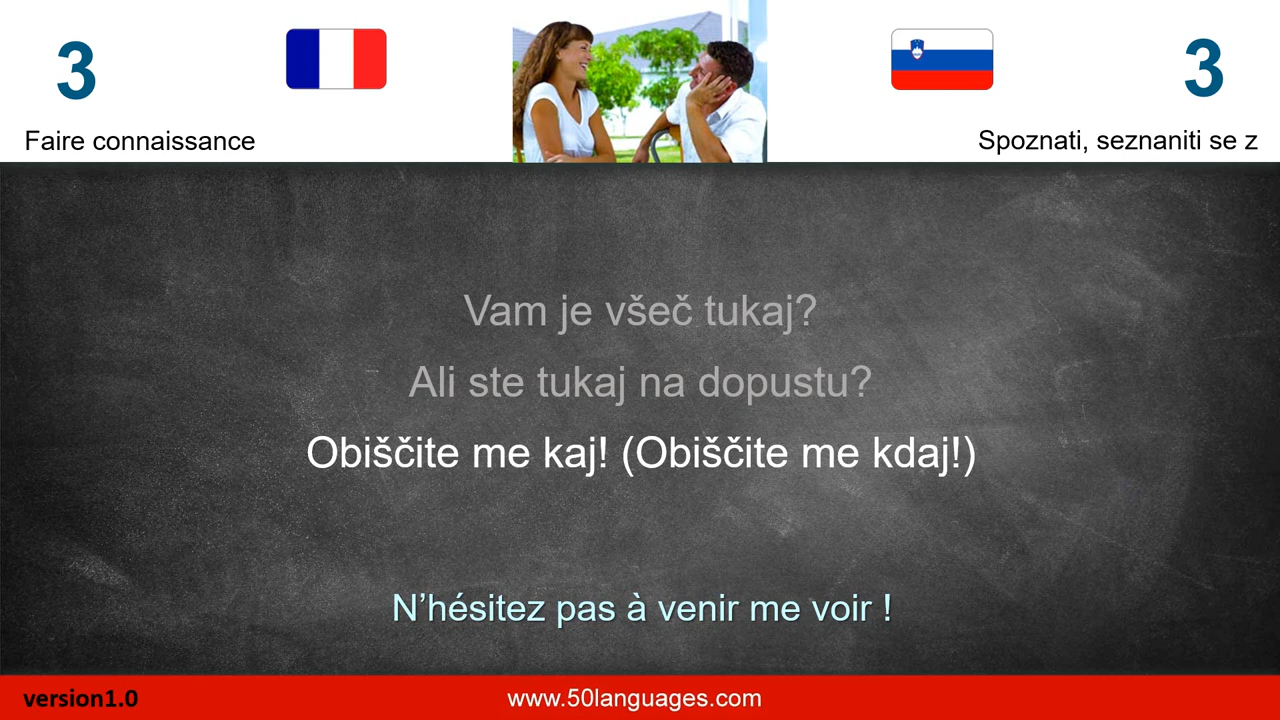 3
3
Faire connaissance
Spoznati, seznaniti se z
Vam je všeč tukaj?
Ali ste tukaj na dopustu?
Obiščite me kaj! (Obiščite me kdaj!)
N’hésitez pas à venir me voir !
version1.0
www.50languages.com